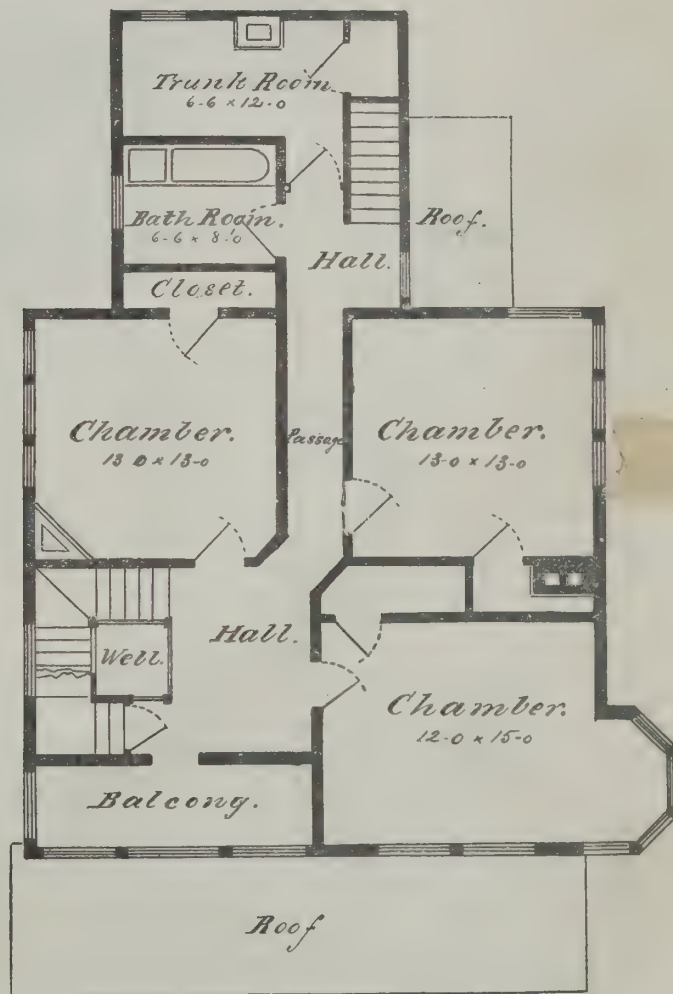 Trunk Room
6-6 x 12-0
Bath Room.
6-6 x 8'-0
Roof.
Hall.
Closet.
Chamber.
13 0 x 13-0
Passage
Chamber.
13-0 x 13-0
Hall.
Well.
Chamber.
12-0 x 15-0
Balcony.
Roof